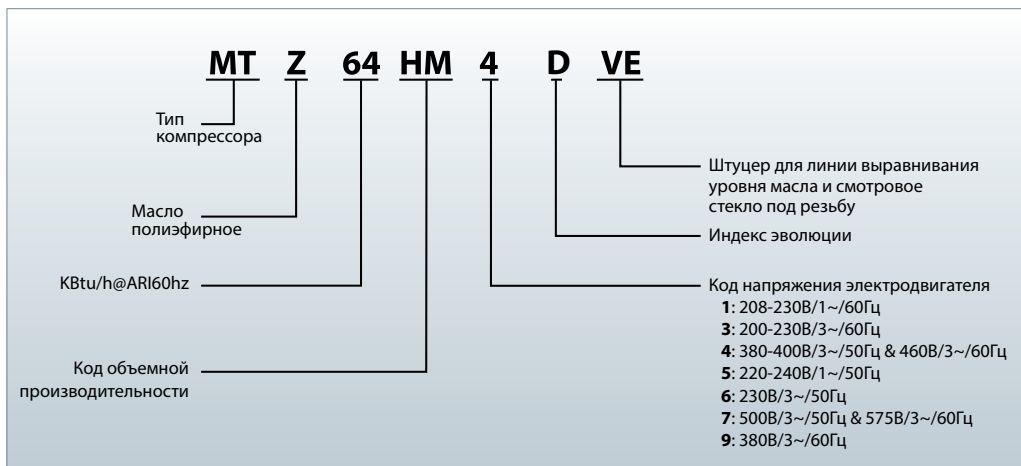 MT Z 64 HM 4 D VE
Тип
компрессора
Масло
полиэфирное
KBtu/h@ARI60hz
Код объемной
производительности
Штуцер для линии выравнивания
уровня масла и смотровое
стекло под резьбу
Индекс эволюции
Код напряжения электродвигателя
1: 208-230В/1~/60Гц
3: 200-230В/3~/60Гц
4: 380-400В/3~/50Гц & 460В/3~/60Гц
5: 220-240В/1~/50Гц
6: 230В/3~/50Гц
7: 500В/3~/50Гц & 575В/3~/60Гц
9: 380В/3~/60Гц